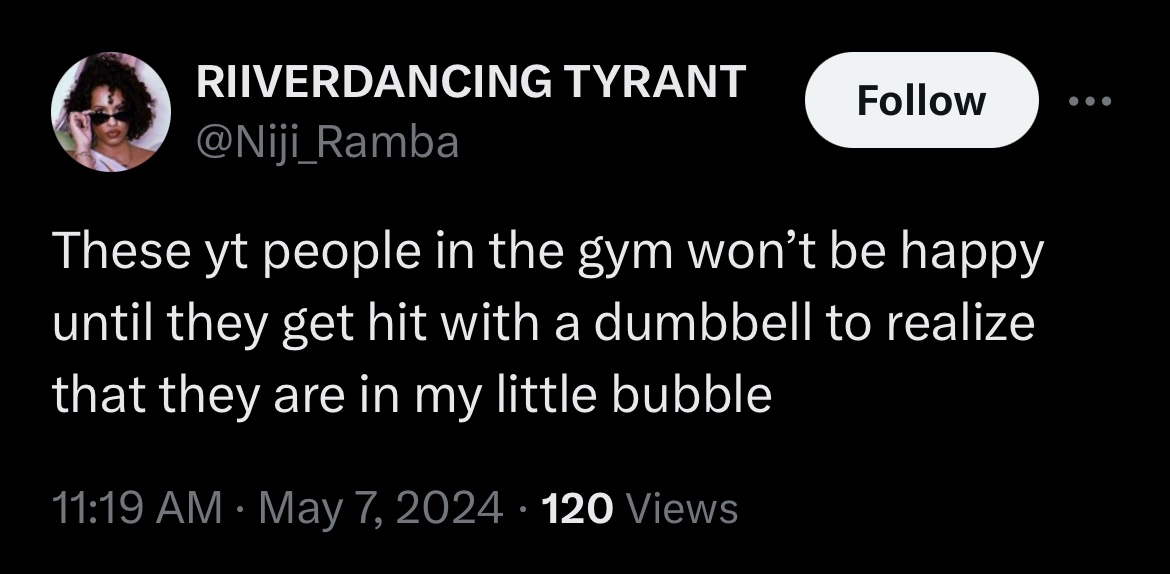 RIIVERDANCING TYRANT
Follow
@Niji_Ramba
These yt people in the gym won’t be happy
until they get hit with a dumbbell to realize
that they are in my little bubble
11:19 AM · May 7, 2024 · 120 Views